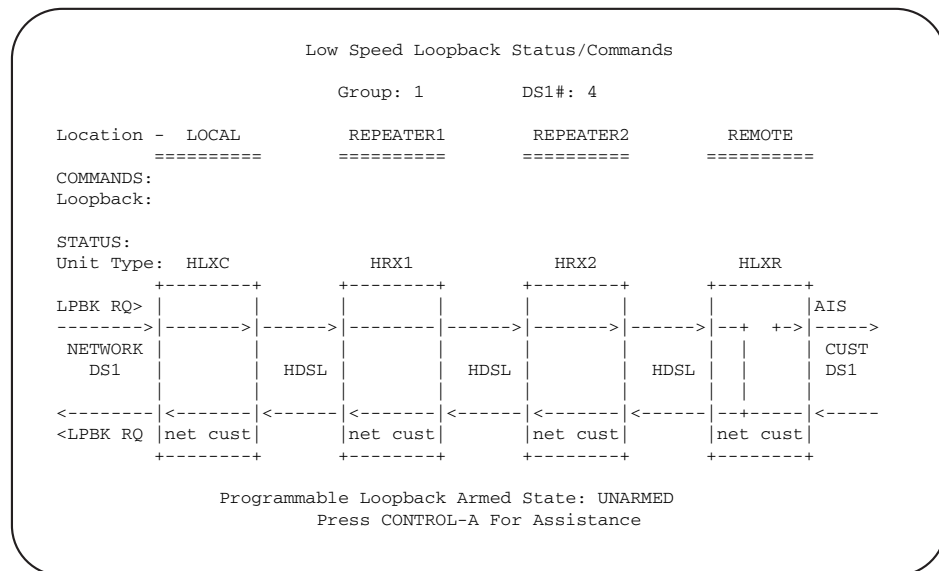 Low Speed Loopback Status/Commands
Group: 1 DS1#: 4
Location - LOCAL REPEATER1 REPEATER2 REMOTE
========== ========== ========== ==========
COMMANDS:
Loopback:
STATUS:
Unit Type: HLXC HRX1 HRX2 HLXR
+--------+ +--------+ +--------+ +--------+
LPBK RQ> | | | | | | | |AIS
-------->|------->|------>|--------|------>|------->|------>|--+ +->|----->
NETWORK | | | | | | | | | CUST
DS1 | | HDSL | | HDSL | | HDSL | | | DS1
| | | | | | | | |
<--------|<-------|<------|<-------|<------|<-------|<------|--+-----|<-----
<LPBK RQ |net cust| |net cust| |net cust| |net cust|
+--------+ +--------+ +--------+ +--------+
Programmable Loopback Armed State: UNARMED
Press CONTROL-A For Assistance